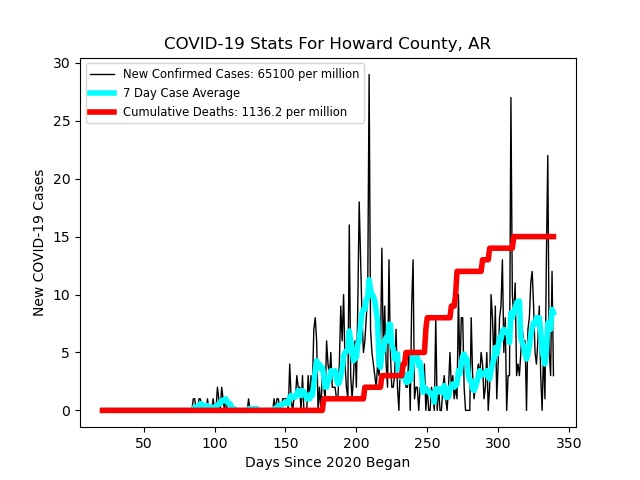 COVID-19 Stats For Howard County, AR
New Confirmed Cases: 65100 per million
7 Day Case Average
Cumulative Deaths: 1136.2 per million
New COVID-19 Cases
30
25
20
15
10
5
0
50 100 150 200 250 300 350
Days Since 2020 Began